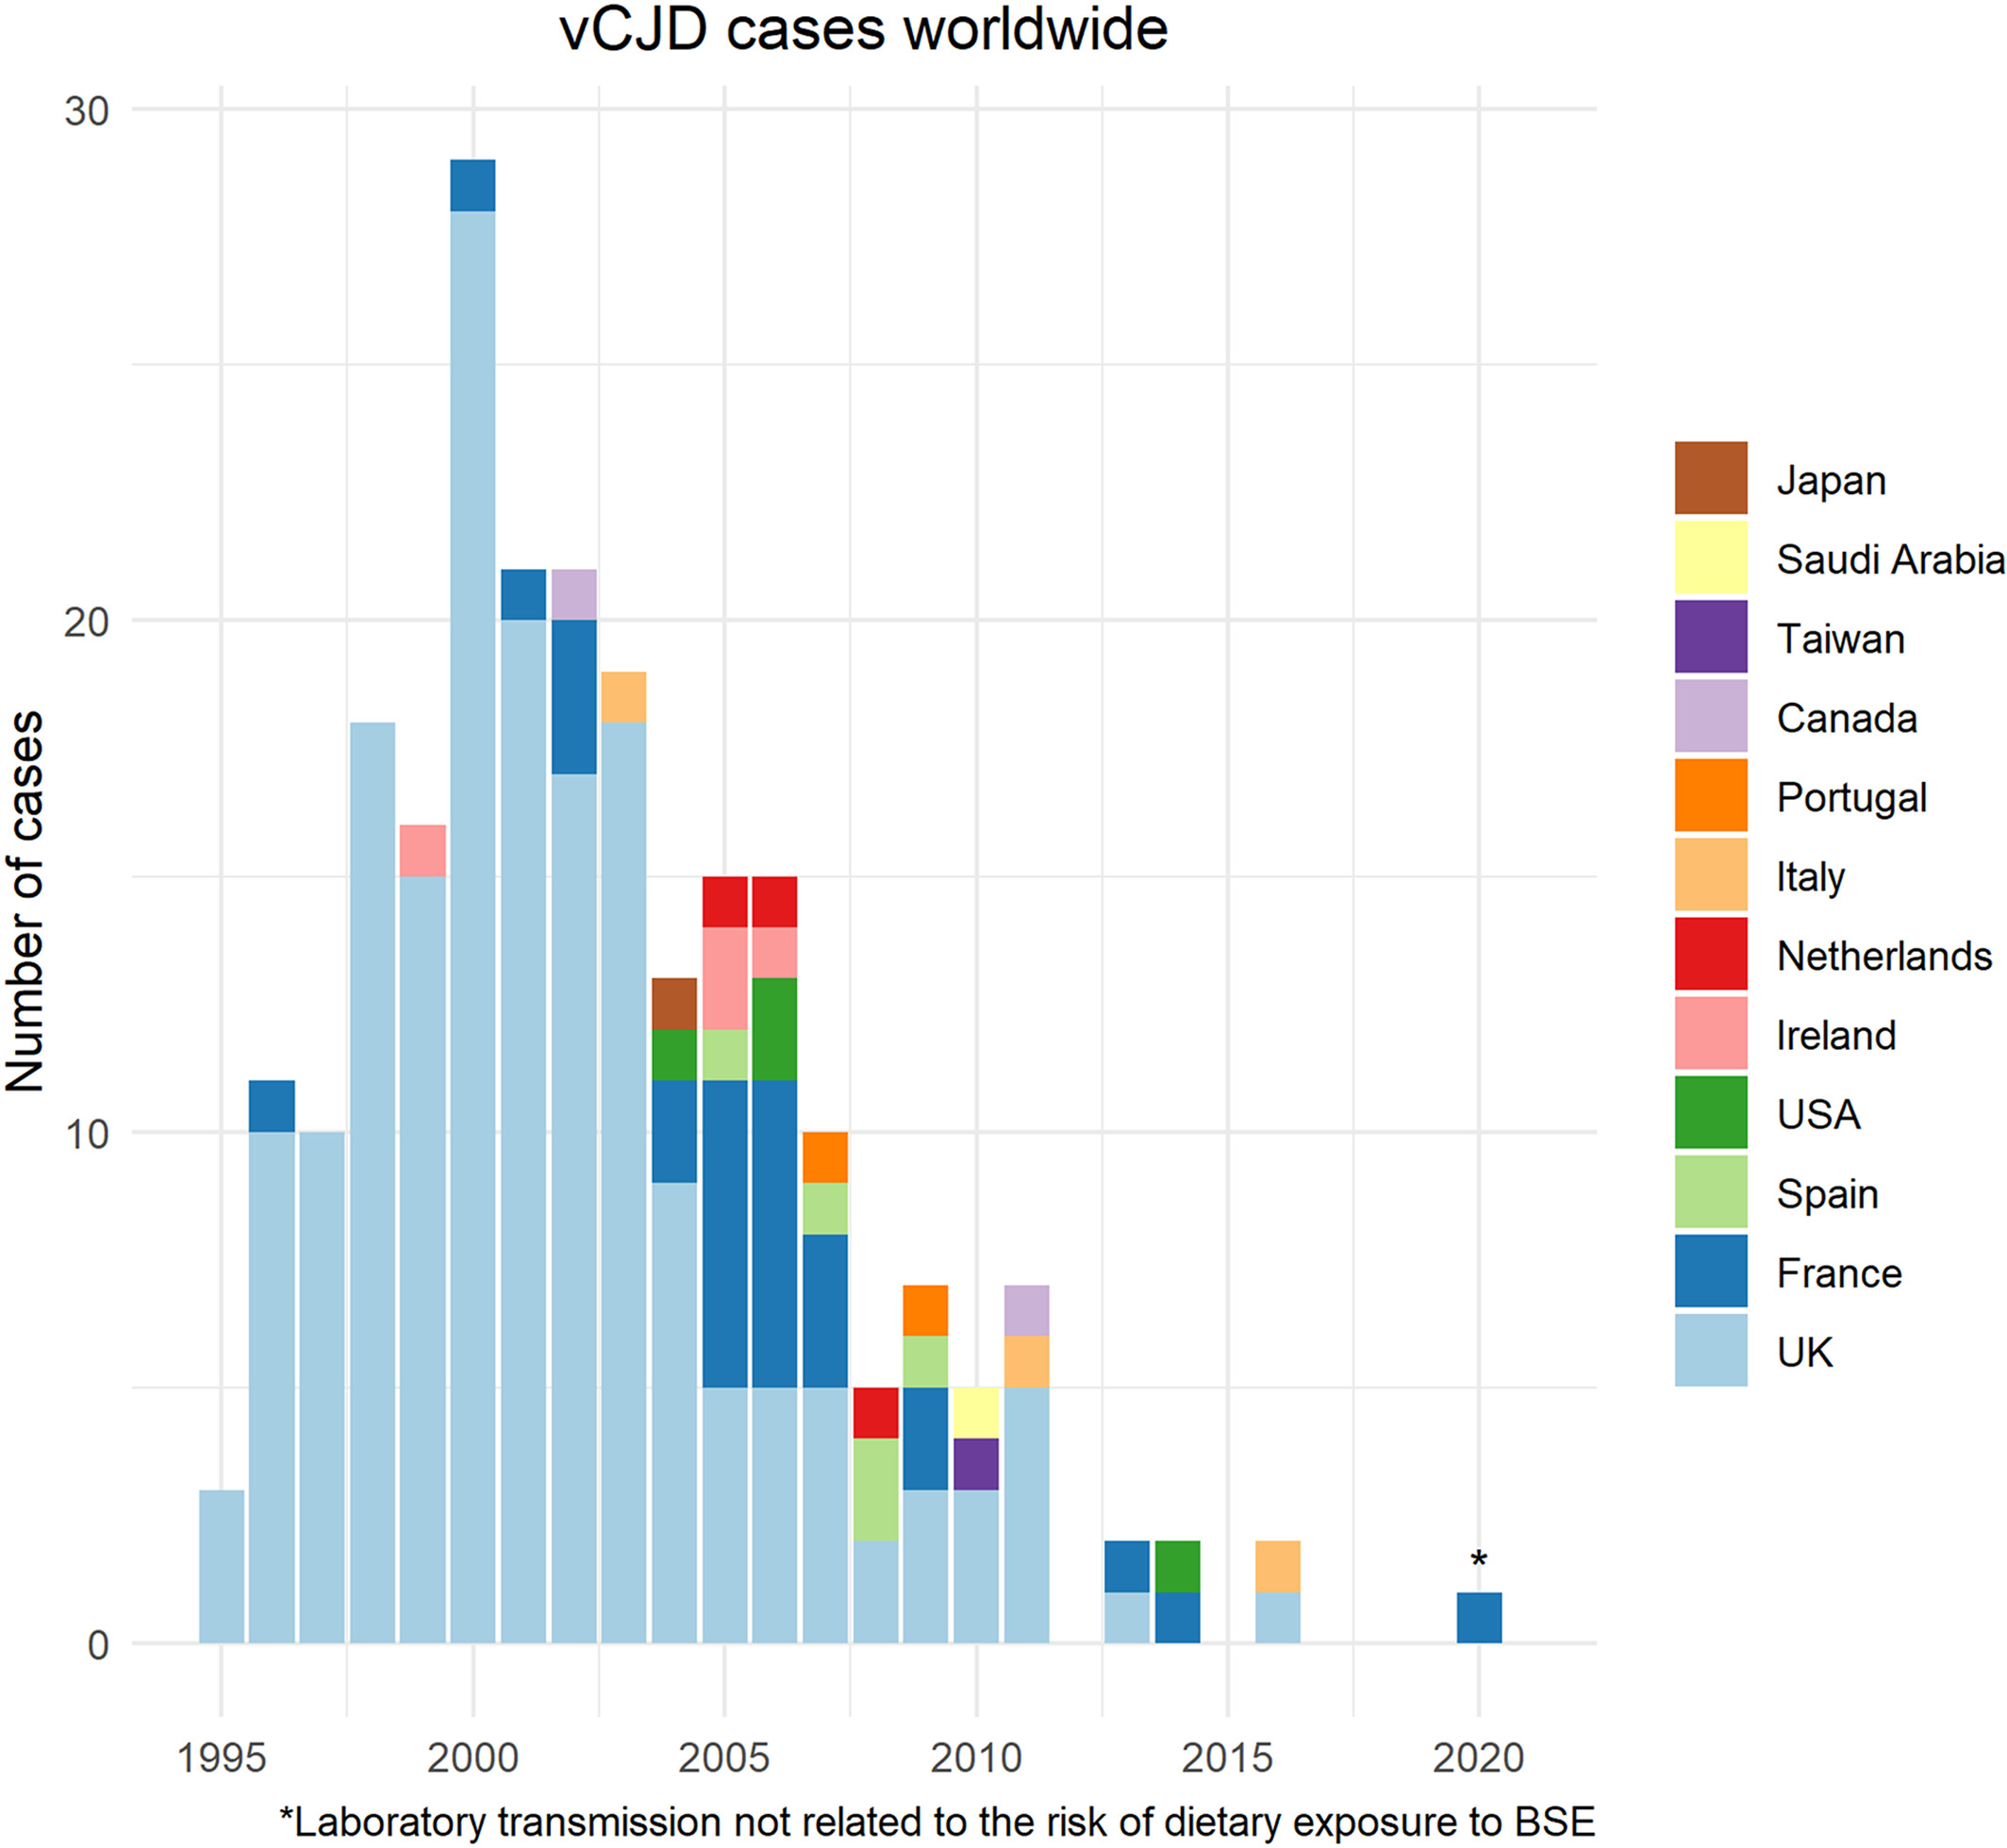 vCJD cases worldwide
Number of cases
30
20
10
0
1995 2000 2005 2010 2015 2020
*
Japan
Saudi Arabia
Taiwan
Canada
Portugal
Italy
Netherlands
Ireland
USA
Spain
France
UK
*Laboratory transmission not related to the risk of dietary exposure to BSE